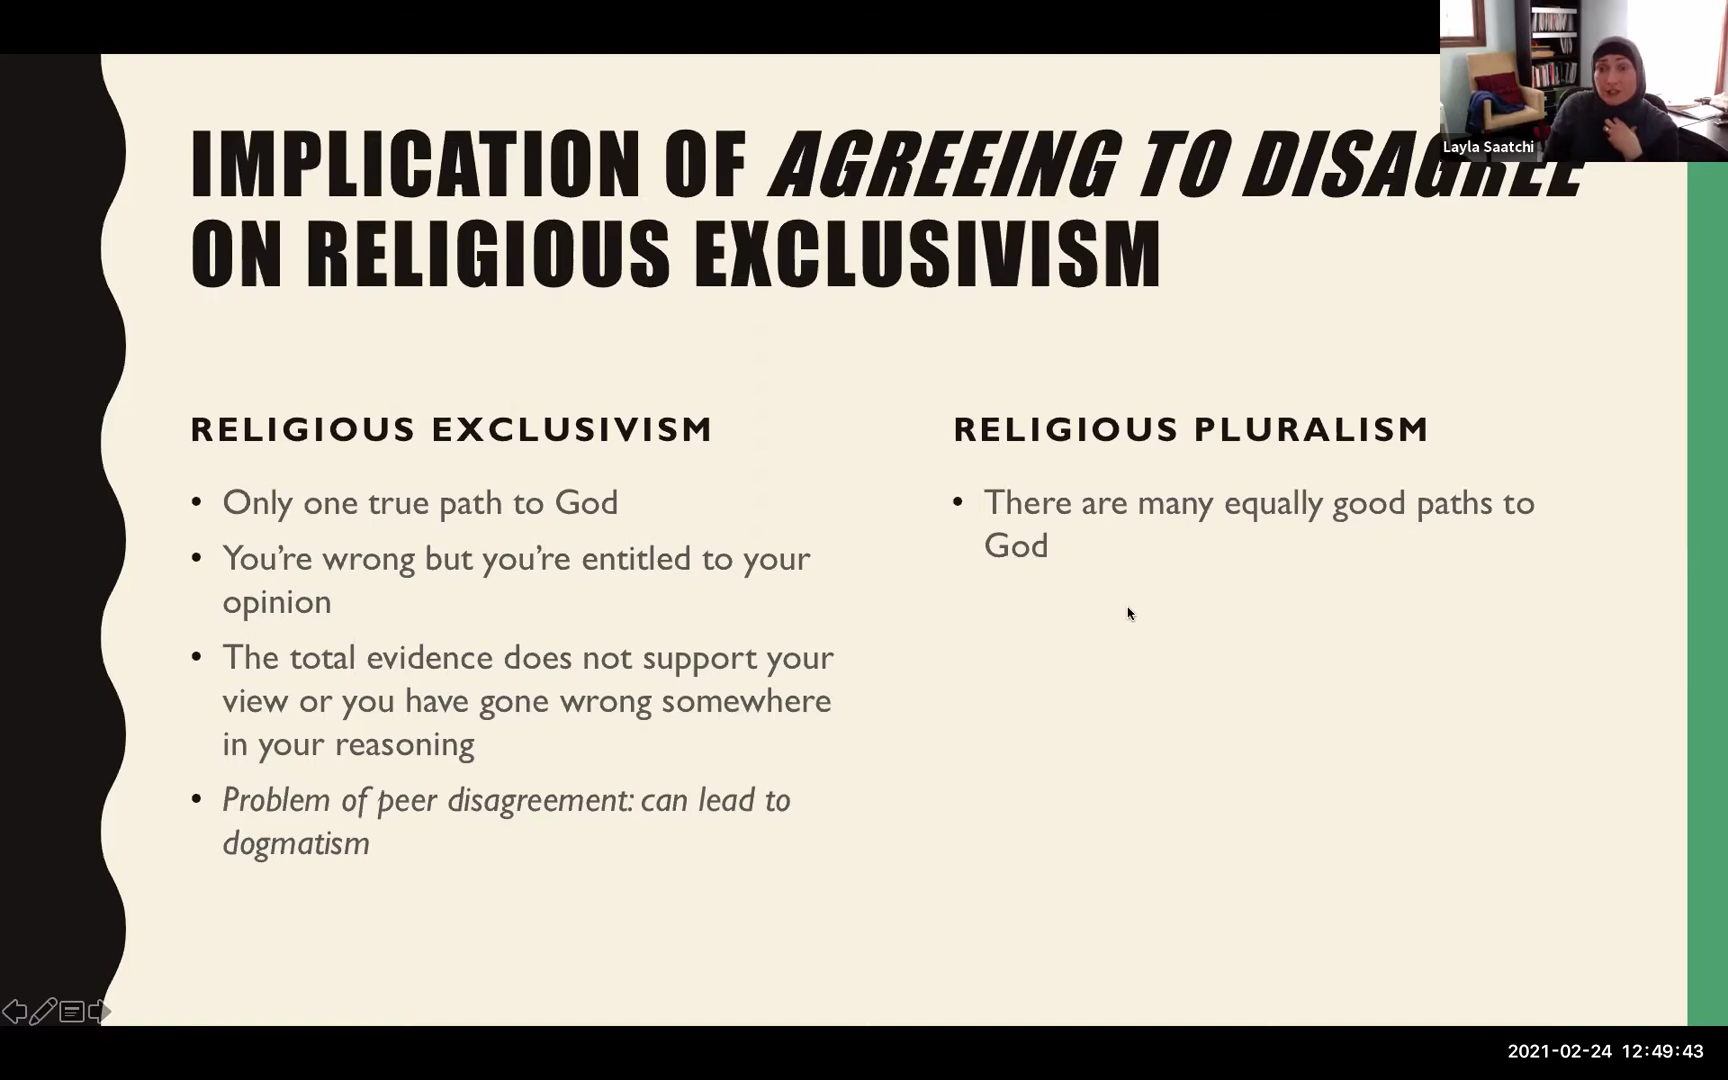 IMPLICATION OF AGREEING TO DISAGREE
ON RELIGIOUS EXCLUSIVISM
Layla Saatchi
RELIGIOUS EXCLUSIVISM
• Only one true path to God
• You're wrong but you're entitled to your
opinion
• The total evidence does not support your
view or you have gone wrong somewhere
in your reasoning
• Problem of peer disagreement: can lead to
dogmatism
RELIGIOUS PLURALISM
• There are many equally good paths to
God
2021-02-24 12:49:43